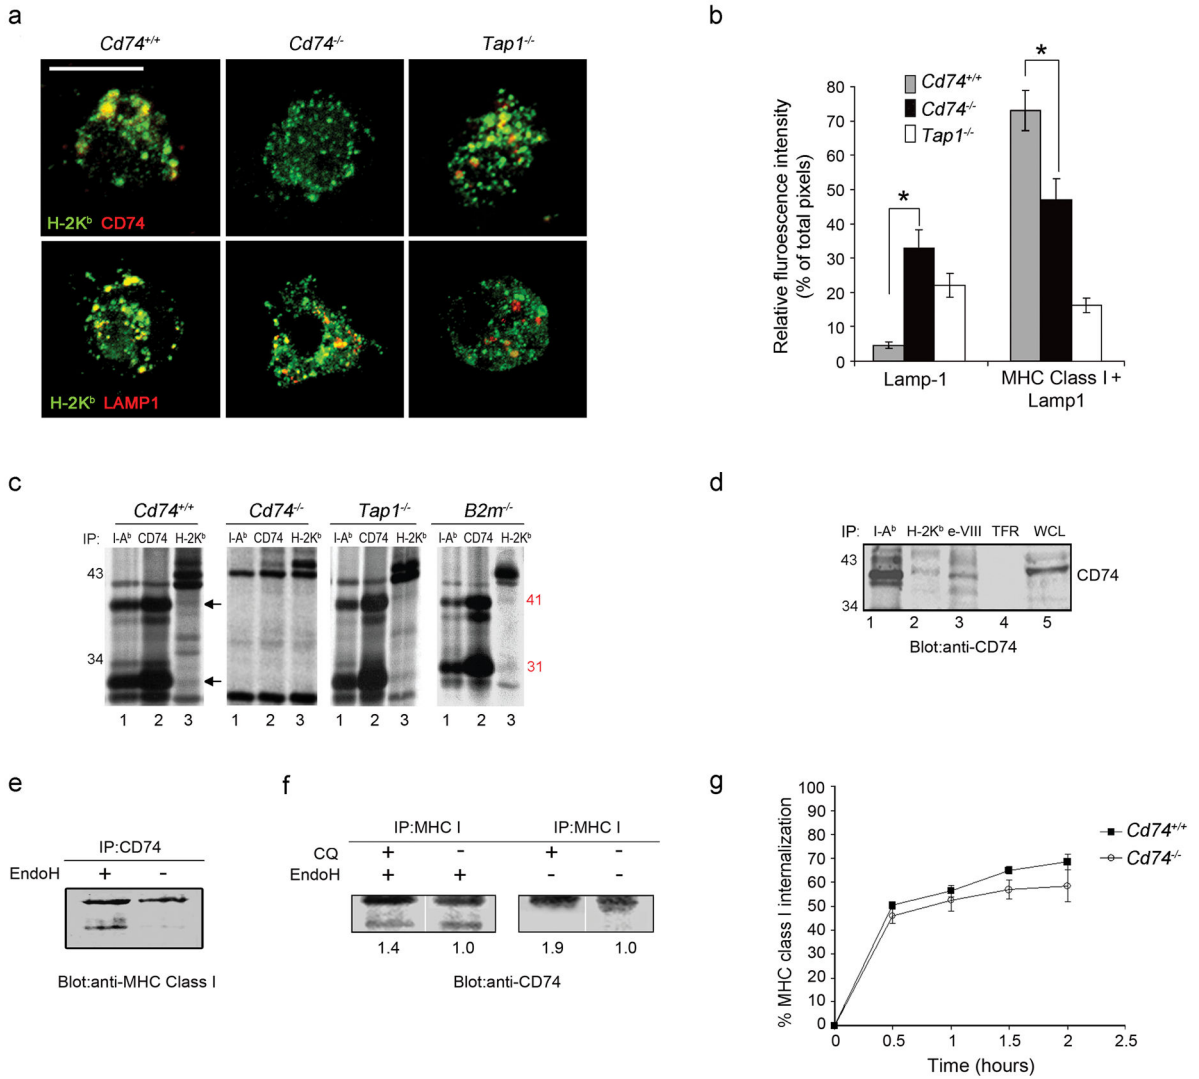 a
Cd74+/+ Cd74-/- Tap1-/-
H-2Kb CD74
H-2Kb LAMP1
b
Relative fluroescence intensity
(% of total pixels)
80
70
60
50
40
30
20
10
0
Cd74+/+
Cd74-/-
Tap1-/-
* *
Lamp-1
MHC Class I +
Lamp1
c
Cd74+/+ Cd74-/- Tap1-/- B2m-/-
IP: I-Ab CD74 H-2Kb I-Ab CD74 H-2Kb I-Ab CD74 H-2Kb I-Ab CD74 H-2Kb
43
34
41
31
1 2 3 1 2 3 1 2 3 1 2 3
d
IP: I-Ab H-2Kb e-VIII TFR WCL
43
34
CD74
1 2 3 4 5
Blot:anti-CD74
e
IP:CD74
EndoH + -
Blot:anti-MHC Class I
f
IP:MHC I IP:MHC I
CQ + - + -
EndoH + + - -
1.4 1.0 1.9 1.0
Blot:anti-CD74
g
% MHC class I internalization
100
90
80
70
60
50
40
30
20
10
0
Cd74+/+
Cd74-/-
0 0.5 1 1.5 2 2.5
Time (hours)